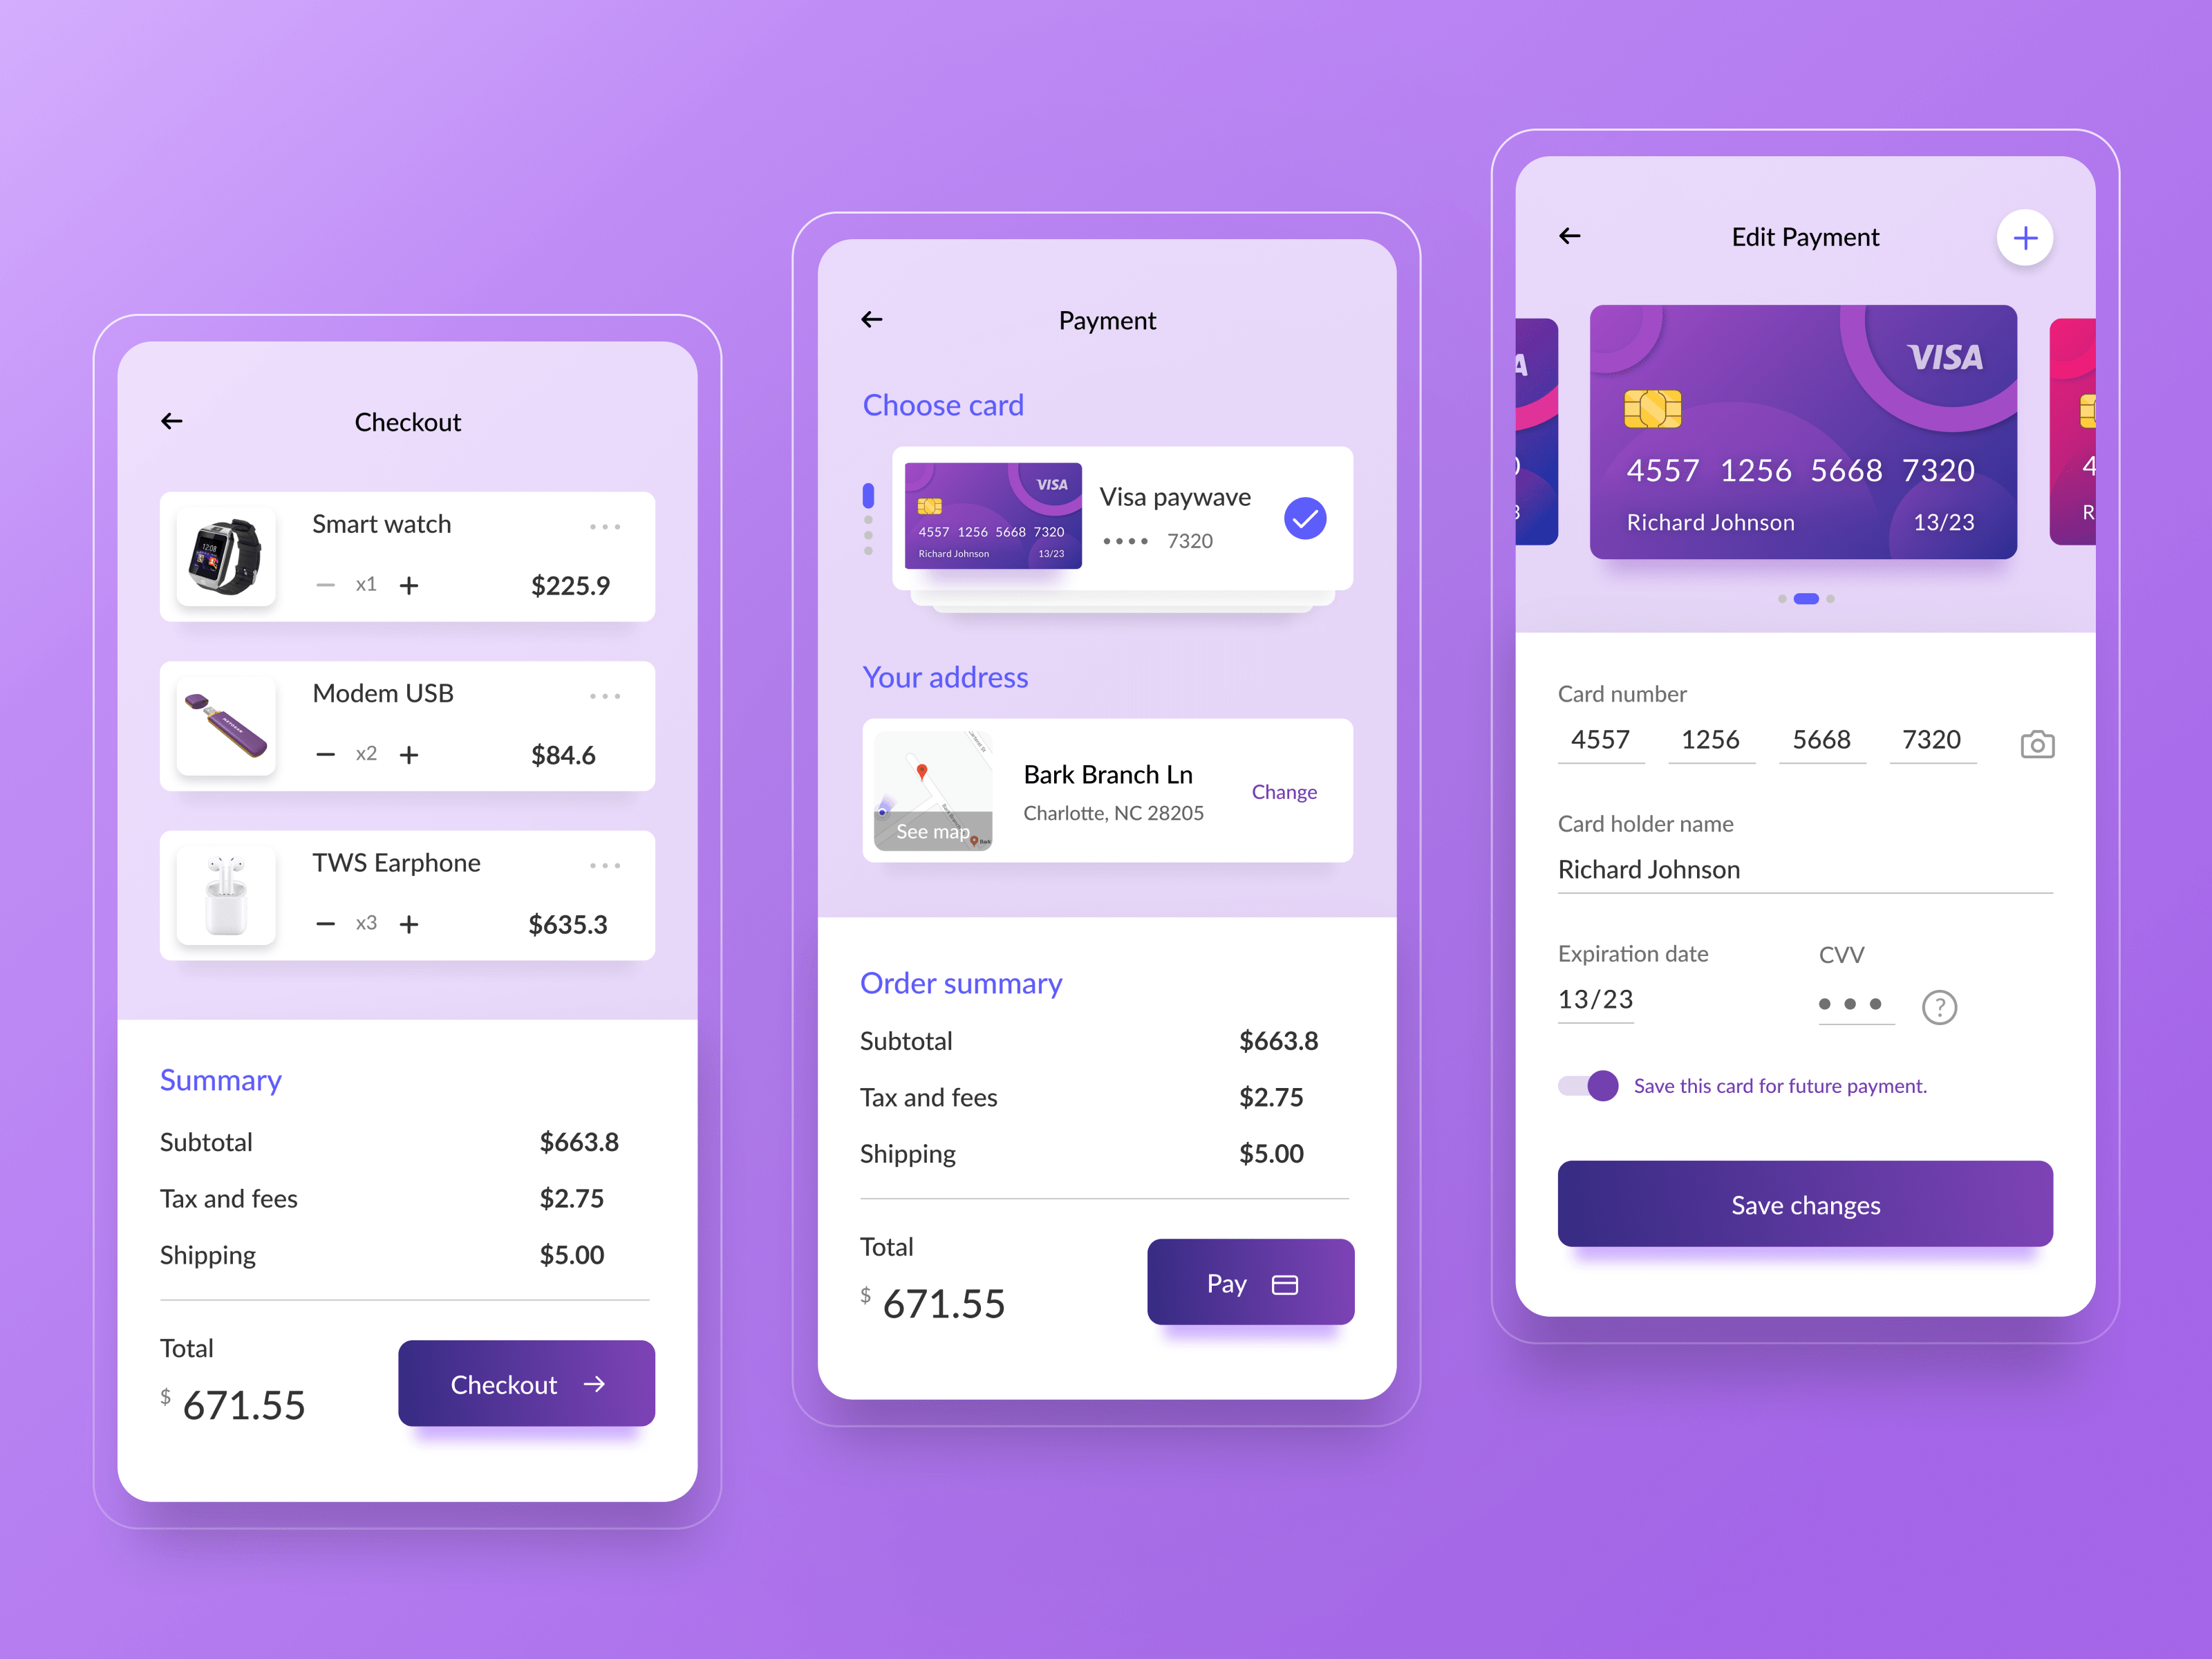 Checkout
Smart watch
x1
$225.9
Modem USB
x2
$84.6
TWS Earphone
x3
$635.3
Summary
Subtotal $663.8
Tax and fees $2.75
Shipping $5.00
Total
$ 671.55
Checkout
Payment
Choose card
VISA
4557 1256 5668 7320
Richard Johnson 13/23
Visa paywave
•••• 7320
Your address
See map
Bark
Bark Branch Ln
Charlotte, NC 28205
Change
Order summary
Subtotal $663.8
Tax and fees $2.75
Shipping $5.00
Total
$ 671.55
Pay
Edit Payment
VISA
4557 1256 5668 7320
Richard Johnson 13/23
Card number
4557 1256 5668 7320
Card holder name
Richard Johnson
Expiration date CVV
13/23 ••• ?
Save this card for future payment.
Save changes